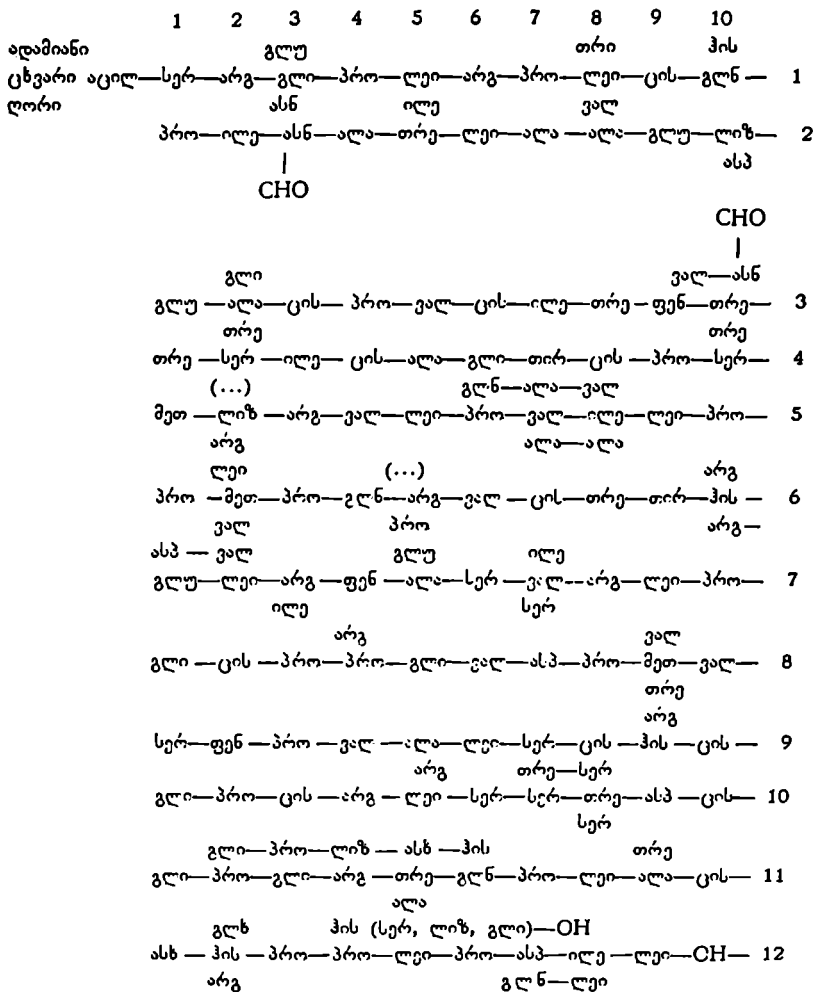 1 2 3 4 5 6 7 8 9 10
ადამიანი გლუ თრი ჰის
ცხვარი აცილ—სერ—არგ—გლი—პრო—ლეი—არგ—პრო—ლეი—ცის—გლნ— 1
ღორი ასნ ილე ვალ
პრო—ილე—ასნ—ალა—თრე—ლეი—ალა—ალა—გლუ—ლიზ— 2
ასპ
CHO
CHO
გლი ვალ—ასნ
გლუ—ალა—ცის—პრო—ვალ—ცის—ილე—თრე—ფენ—თრე— 3
თრე თრე
თრე—სერ—ილე—ცის—ალა—გლი—თირ—ცის—პრო—სერ— 4
(...) გლნ—ალა—ვალ
მეთ—ლიზ—არგ—ვალ—ლეი—პრო—ვალ—ილე—ლეი—პრო— 5
არგ ალა—ალა
ლეი (...) არგ
პრო—მეთ—პრო—გლნ—არგ—ვალ—ცის—თრე—თირ—ჰის— 6
ვალ პრო არგ—
ასპ—ვალ გლუ ილე
გლუ—ლეი—არგ—ფენ—ალა—სერ—ვალ—არგ—ლეი—პრო— 7
ილე სერ
არგ ვალ
გლი—ცის—პრო—პრო—გლი—ვალ—ასპ—პრო—მეთ—ვალ— 8
თრე
არგ
სერ—ფენ—პრო—ვალ—ალა—ლეი—სერ—ცის—ჰის—ცის— 9
არგ თრე—სერ
გლი—პრო—ცის—არგ—ლეი—სერ—სერ—თრე—ასპ—ცის— 10
სერ
გლი—პრო—ლიზ—ასხ—ჰის თრე
გლი—პრო—გლი—არგ—თრე—გლნ—პრო—ლეი—ალა—ცის— 11
ალა
გლხ ჰის (სერ, ლიზ, გლი)—OH
ასხ—ჰის—პრო—პრო—ლეი—პრო—ასპ—ილე—ლეი—OH— 12
არგ გლნ—ლეი